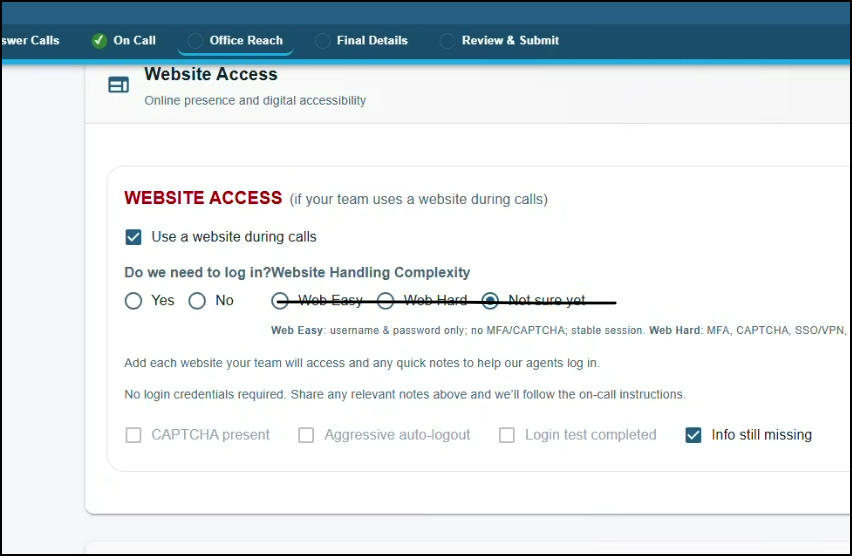 swer Calls On Call Office Reach Final Details Review & Submit
Website Access
Online presence and digital accessibility
WEBSITE ACCESS (if your team uses a website during calls)
Use a website during calls
Do we need to log in?Website Handling Complexity
Yes No Web Easy Web Hard Not sure yet
Web Easy: username & password only; no MFA/CAPTCHA; stable session. Web Hard: MFA, CAPTCHA, SSO/VPN,
Add each website your team will access and any quick notes to help our agents log in.
No login credentials required. Share any relevant notes above and we'll follow the on-call instructions.
CAPTCHA present Aggressive auto-logout Login test completed Info still missing